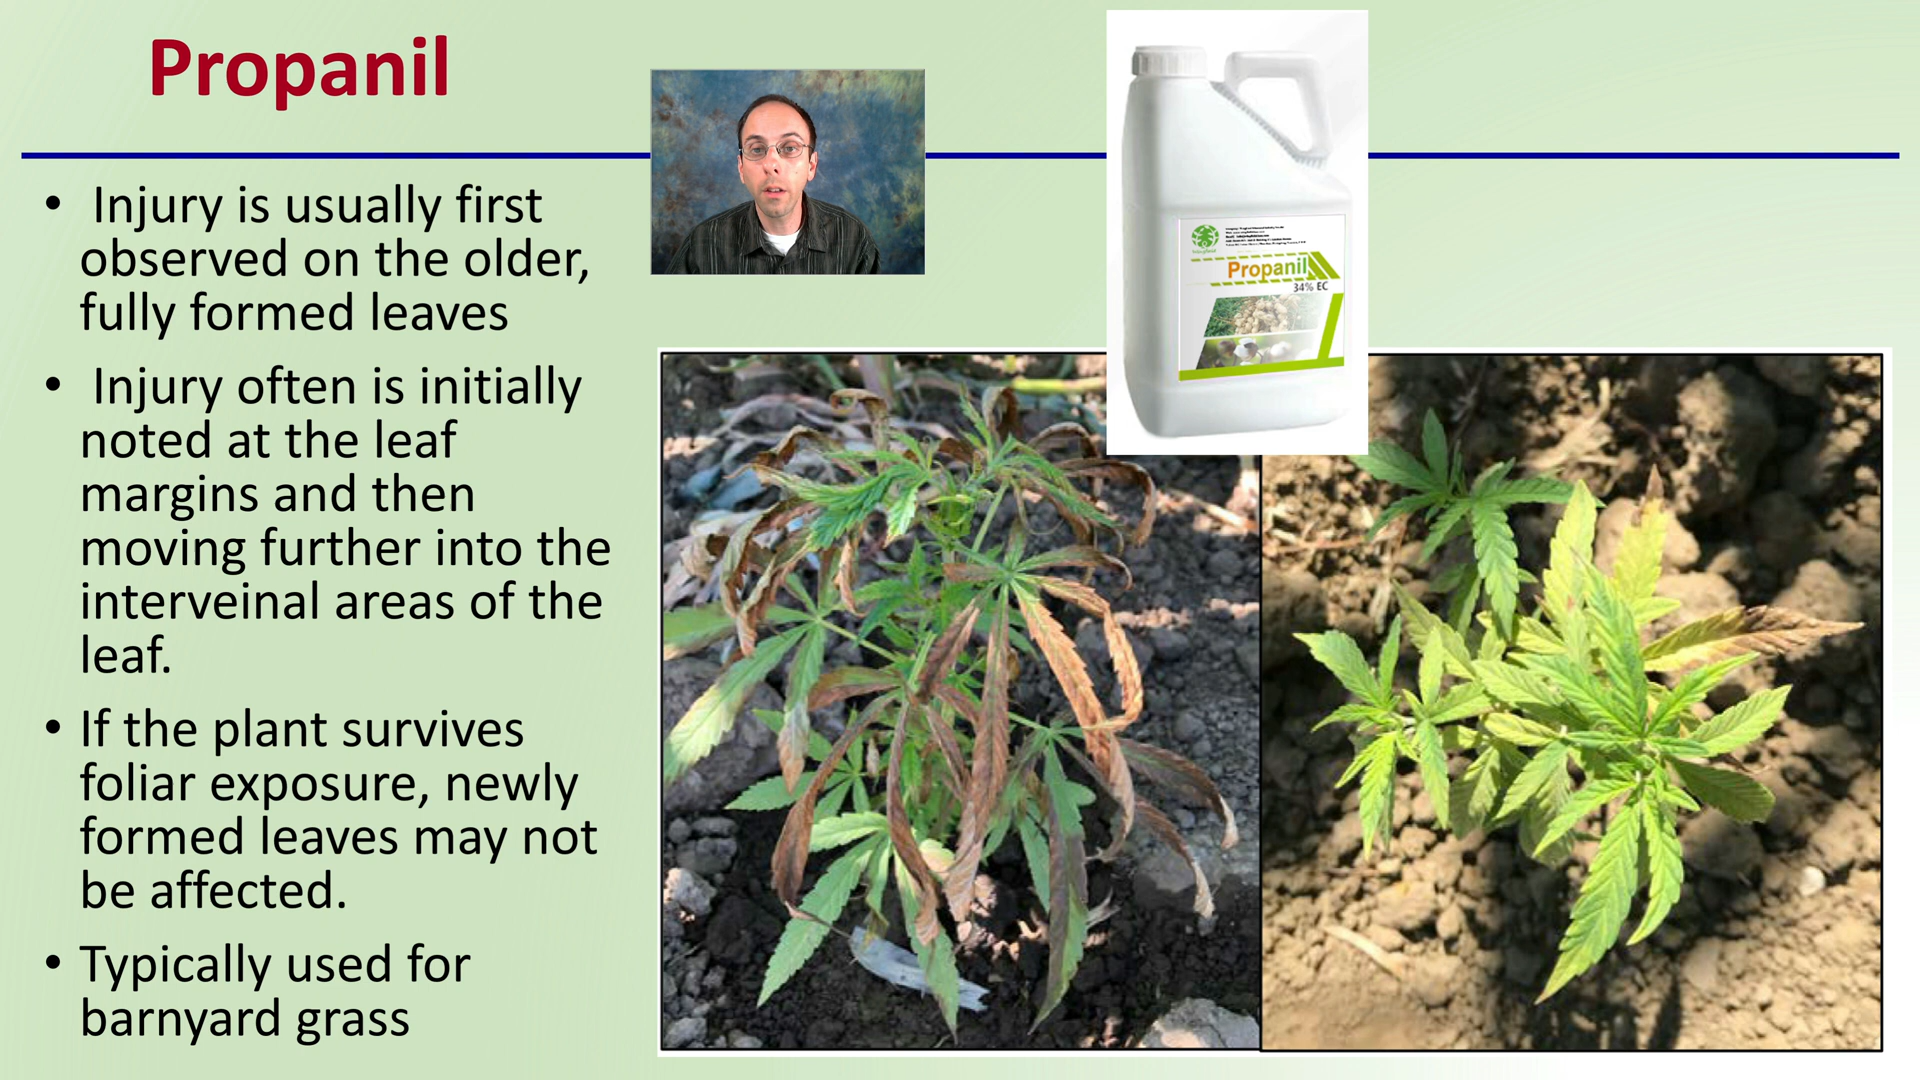 Propanil
• Injury is usually first
observed on the older,
fully formed leaves
• Injury often is initially
noted at the leaf
margins and then
moving further into the
interveinal areas of the
leaf.
• If the plant survives
foliar exposure, newly
formed leaves may not
be affected.
• Typically used for
barnyard grass
Propanil
34% EC